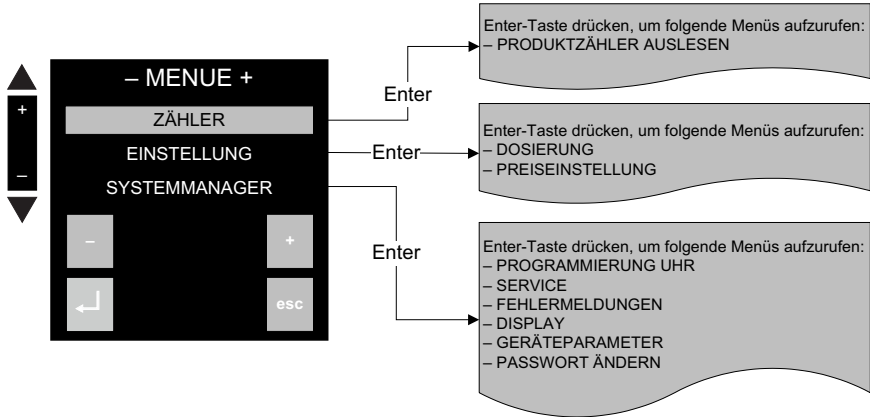 – MENUE +
+
–
ZÄHLER
EINSTELLUNG
SYSTEMMANAGER
–
+
esc
Enter
Enter
Enter
Enter-Taste drücken, um folgende Menüs aufzurufen:
– PRODUKTZÄHLER AUSLESEN
Enter-Taste drücken, um folgende Menüs aufzurufen:
– DOSIERUNG
– PREISEINSTELLUNG
Enter-Taste drücken, um folgende Menüs aufzurufen:
– PROGRAMMIERUNG UHR
– SERVICE
– FEHLERMELDUNGEN
– DISPLAY
– GERÄTEPARAMETER
– PASSWORT ÄNDERN